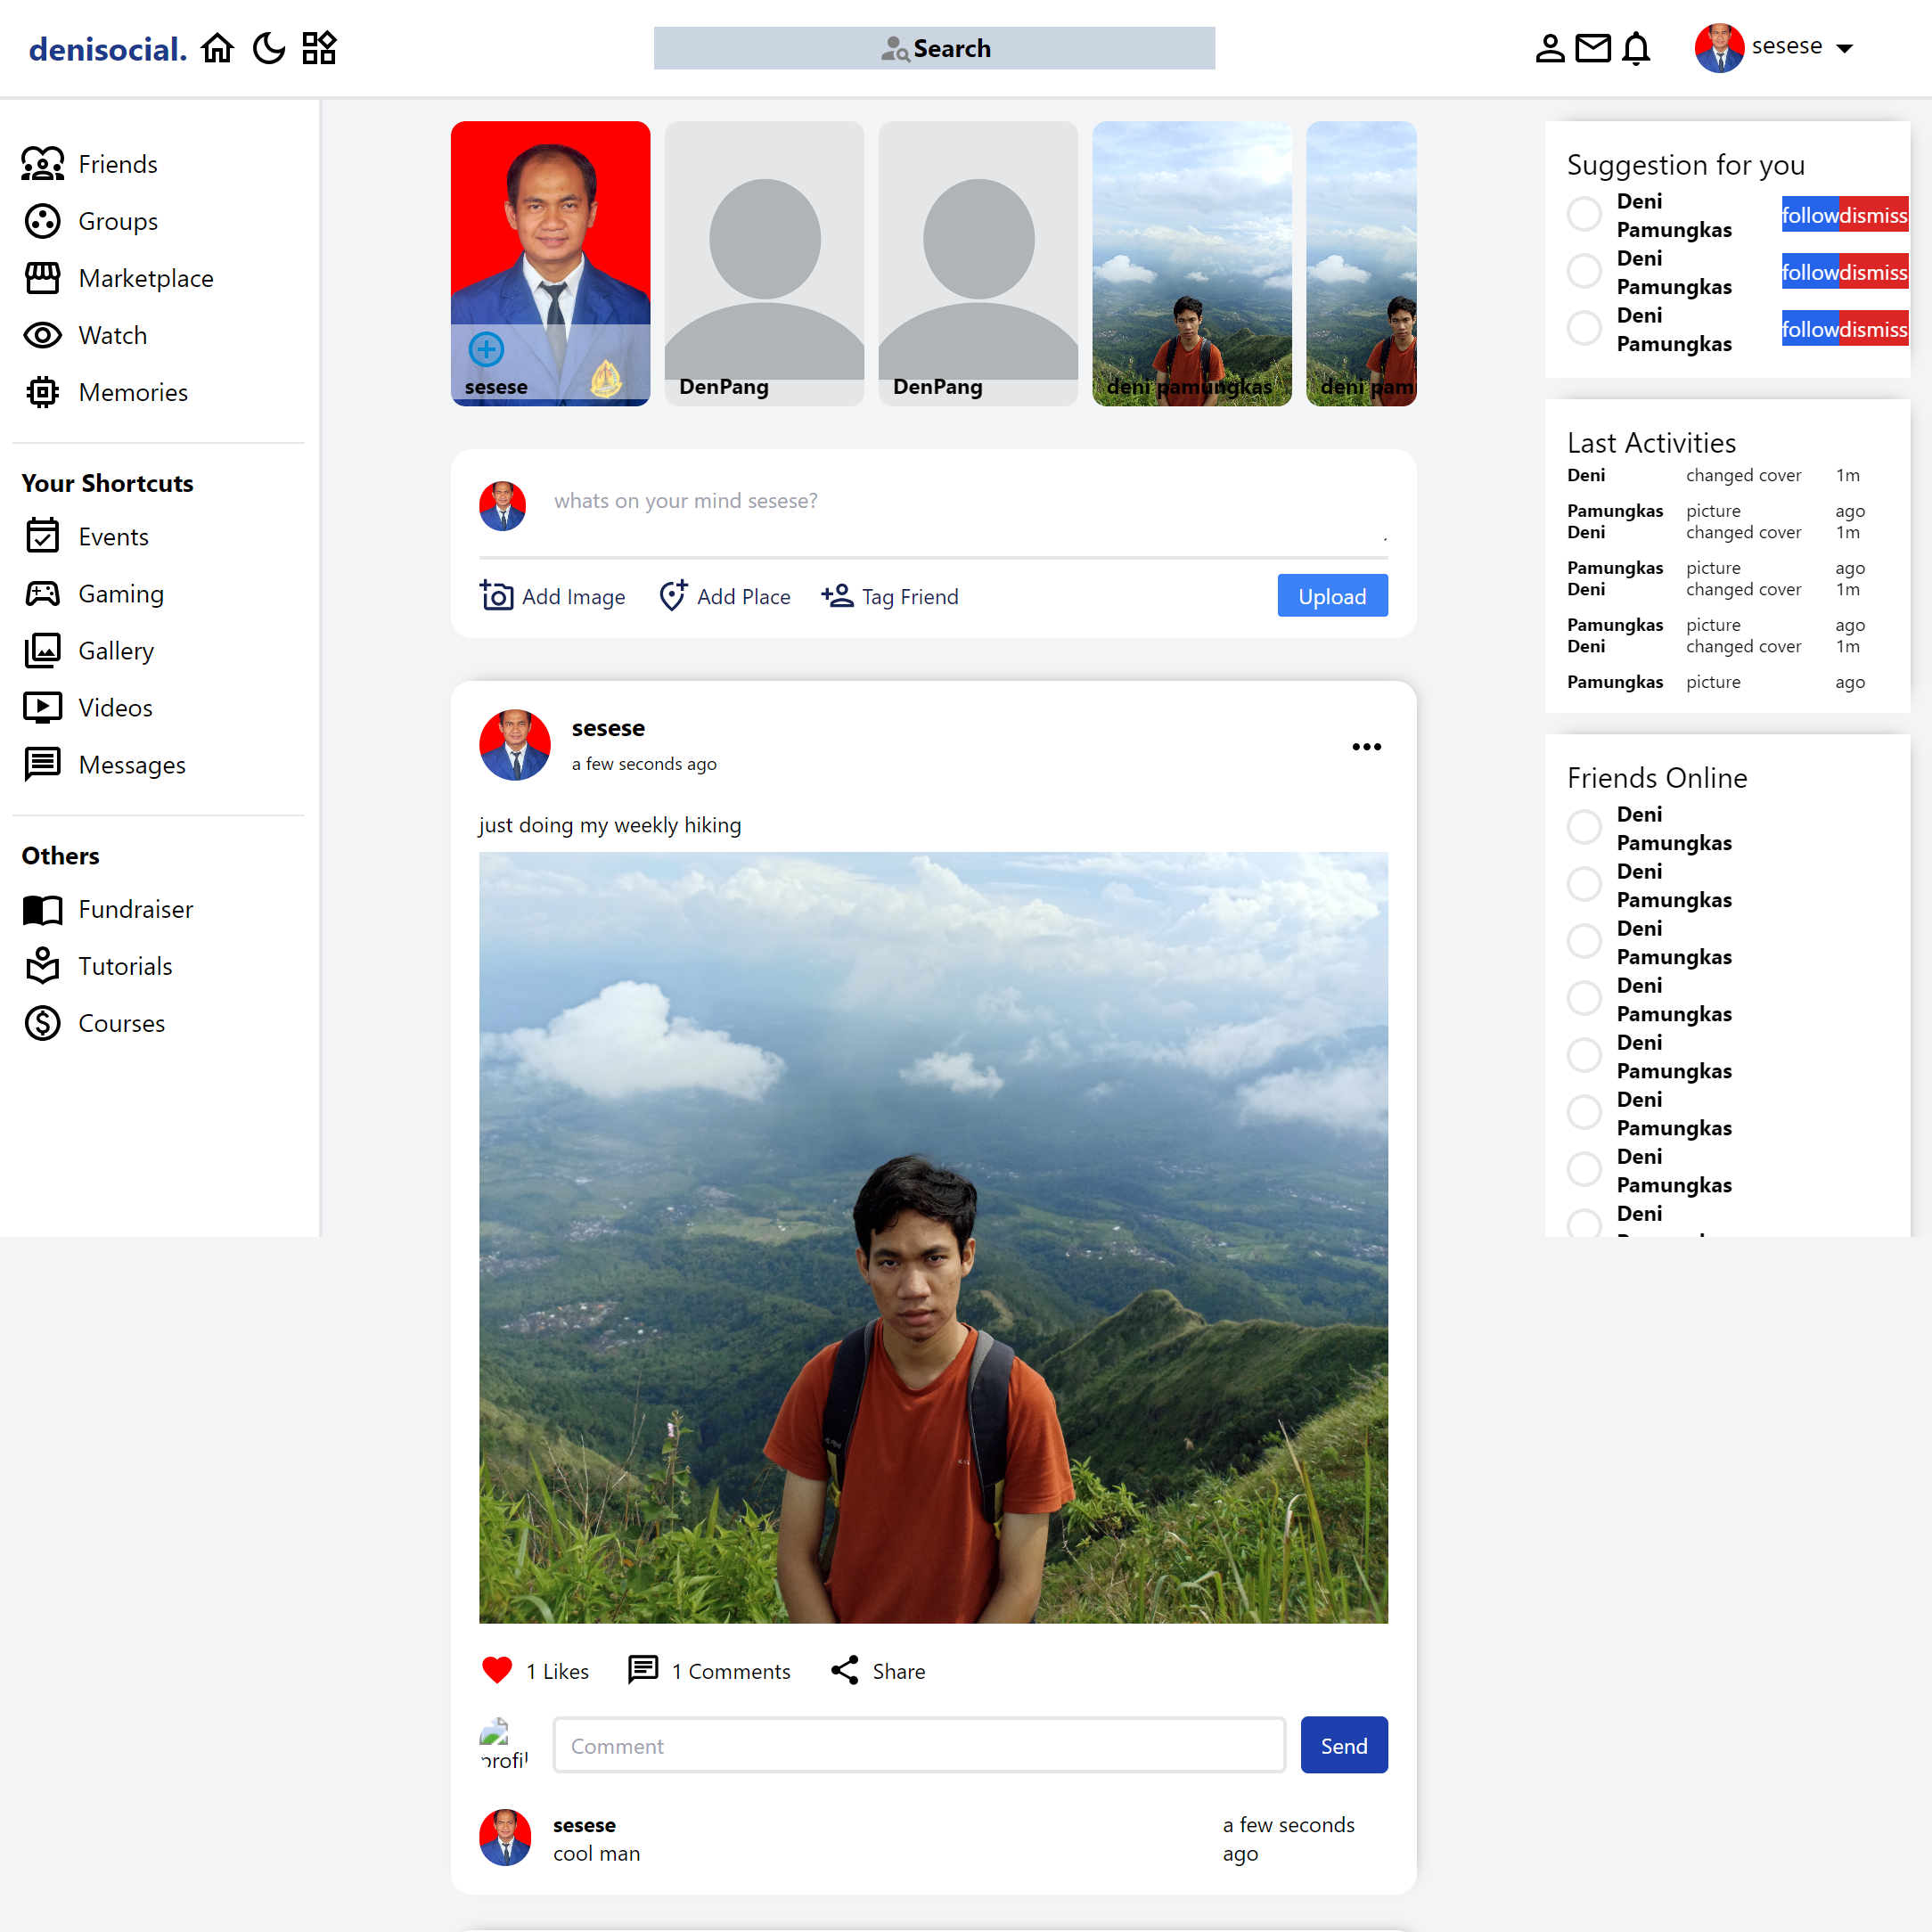 denisocial.
Search
sesese
Friends
Groups
Marketplace
Watch
Memories
Your Shortcuts
Events
Gaming
Gallery
Videos
Messages
Others
Fundraiser
Tutorials
Courses
sesese
DenPang
DenPang
deni pamungkas
deni pam
whats on your mind sesese?
Add Image
Add Place
Tag Friend
Upload
sesese
a few seconds ago
just doing my weekly hiking
1 Likes
1 Comments
Share
profil
Comment
Send
sesese
cool man
a few seconds
ago
Suggestion for you
Deni
Pamungkas
follow
dismiss
Deni
Pamungkas
follow
dismiss
Deni
Pamungkas
follow
dismiss
Last Activities
Deni changed cover 1m
Pamungkas picture ago
Deni changed cover 1m
Pamungkas picture ago
Deni changed cover 1m
Pamungkas picture ago
Deni changed cover 1m
Pamungkas picture ago
Friends Online
Deni
Pamungkas
Deni
Pamungkas
Deni
Pamungkas
Deni
Pamungkas
Deni
Pamungkas
Deni
Pamungkas
Deni
Pamungkas
Deni